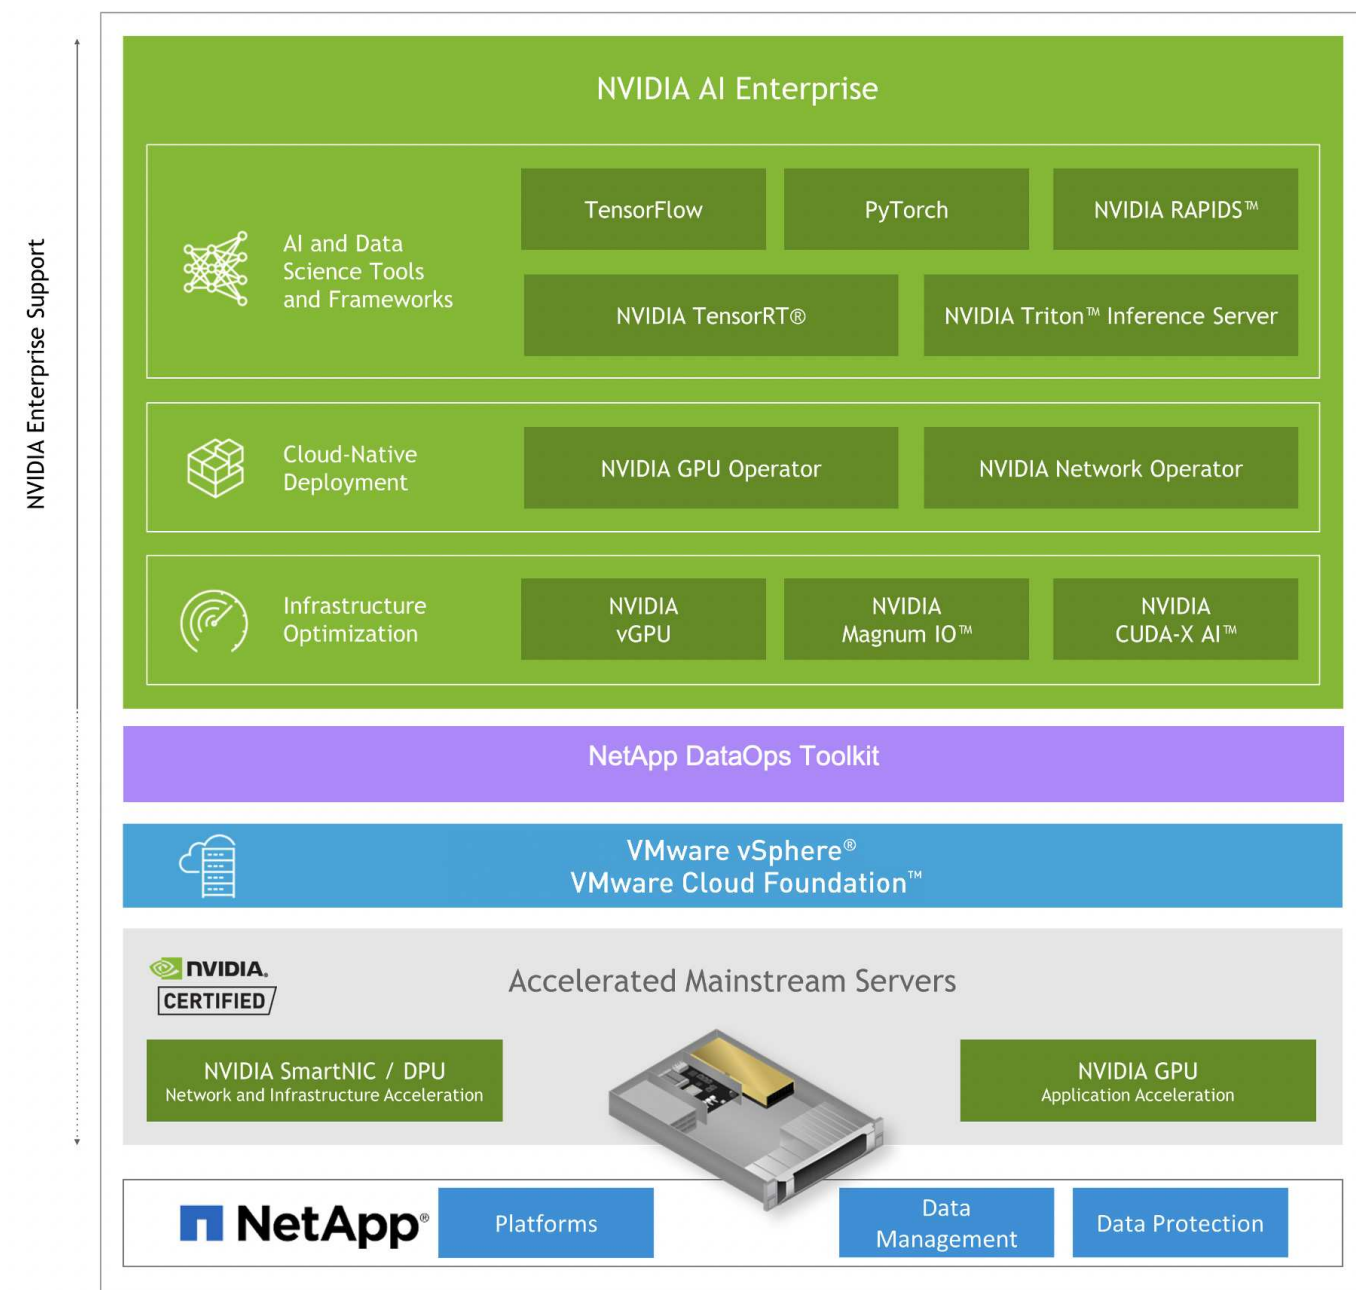 NVIDIA Enterprise Support
NVIDIA AI Enterprise
AI and Data
Science Tools
and Frameworks
TensorFlow
PyTorch
NVIDIA RAPIDS™
NVIDIA TensorRT®
NVIDIA Triton™ Inference Server
Cloud-Native
Deployment
NVIDIA GPU Operator
NVIDIA Network Operator
Infrastructure
Optimization
NVIDIA
vGPU
NVIDIA
Magnum IO™
NVIDIA
CUDA-X AI™
NetApp DataOps Toolkit
VMware vSphere®
VMware Cloud Foundation™
NVIDIA.
CERTIFIED
Accelerated Mainstream Servers
NVIDIA SmartNIC / DPU
Network and Infrastructure Acceleration
NVIDIA GPU
Application Acceleration
NetApp®
Platforms
Data
Management
Data Protection